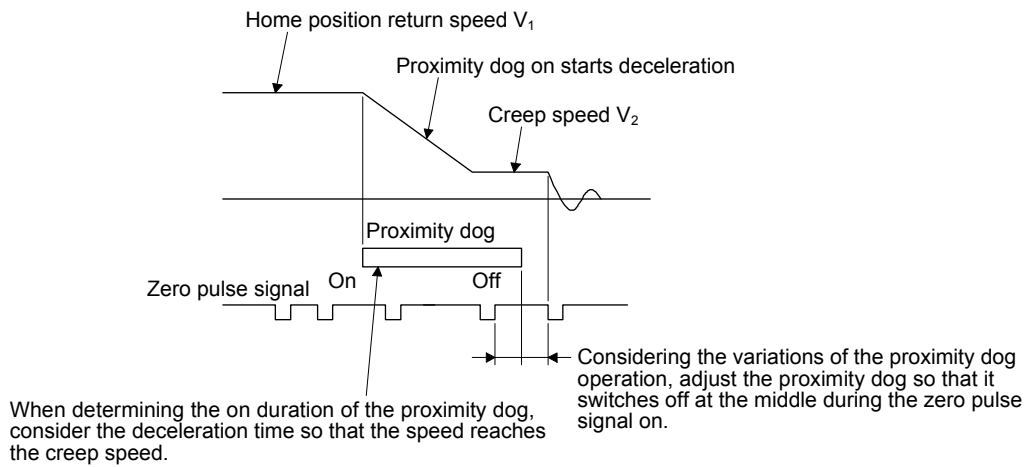 Home position return speed V₁
Proximity dog on starts deceleration
Creep speed V₂
Proximity dog
On
Off
Zero pulse signal
Considering the variations of the proximity dog
operation, adjust the proximity dog so that it
switches off at the middle during the zero pulse
signal on.
When determining the on duration of the proximity dog,
consider the deceleration time so that the speed reaches
the creep speed.